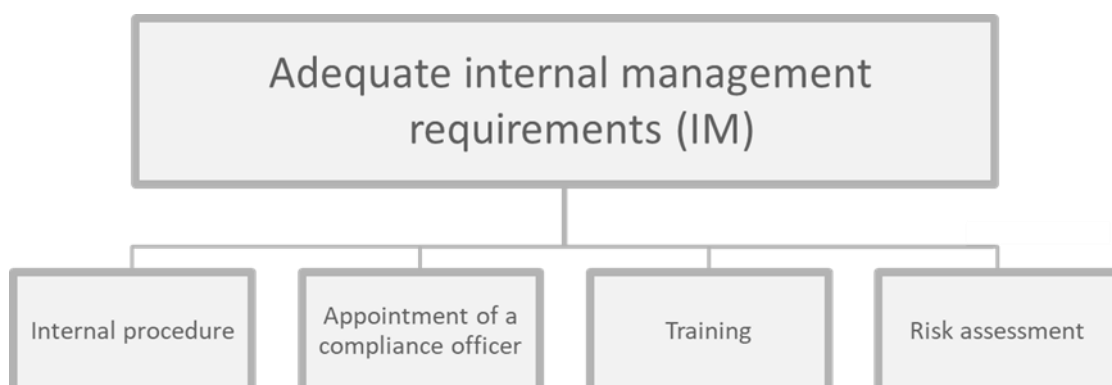 Adequate internal management
requirements (IM)
Internal procedure
Appointment of a
compliance officer
Training
Risk assessment